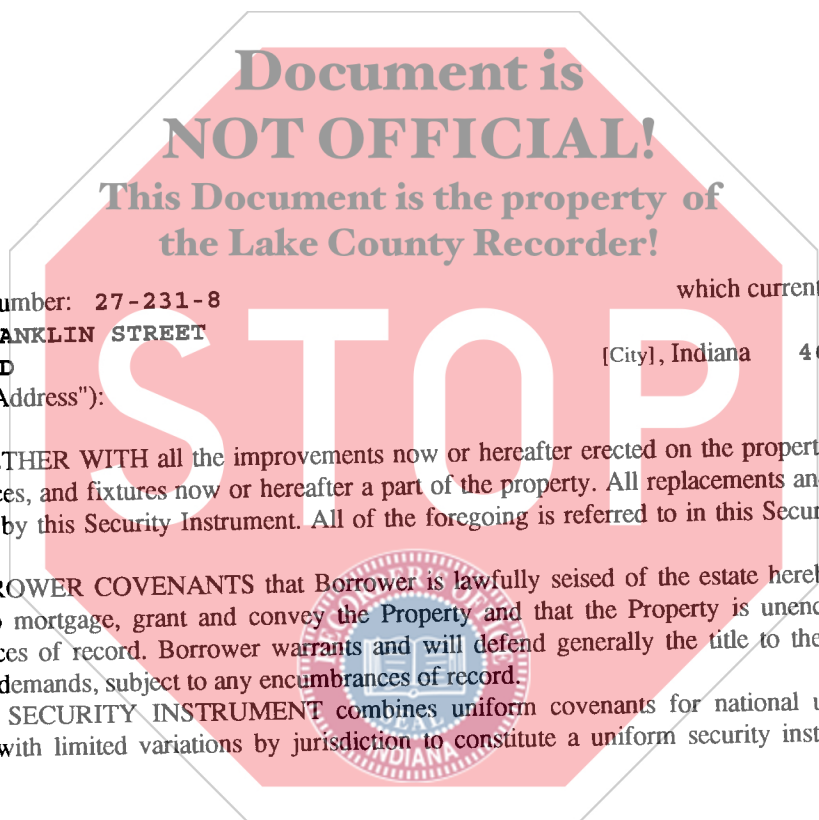 Document is
NOT OFFICIAL!
This Document is the property of
the Lake County Recorder!
STOP
which current
umber: 27-231-8
ANKLIN STREET
[City], Indiana 4
D
Address"):
THER WITH all the improvements now or hereafter erected on the propert
es, and fixtures now or hereafter a part of the property. All replacements an
by this Security Instrument. All of the foregoing is referred to in this Secur
ROWER COVENANTS that Borrower is lawfully seised of the estate hereb
mortgage, grant and convey the Property and that the Property is unenc
ces of record. Borrower warrants and will defend generally the title to the
demands, subject to any encumbrances of record.
SECURITY INSTRUMENT combines uniform covenants for national u
with limited variations by jurisdiction to constitute a uniform security inst
SEAL
INDIANA